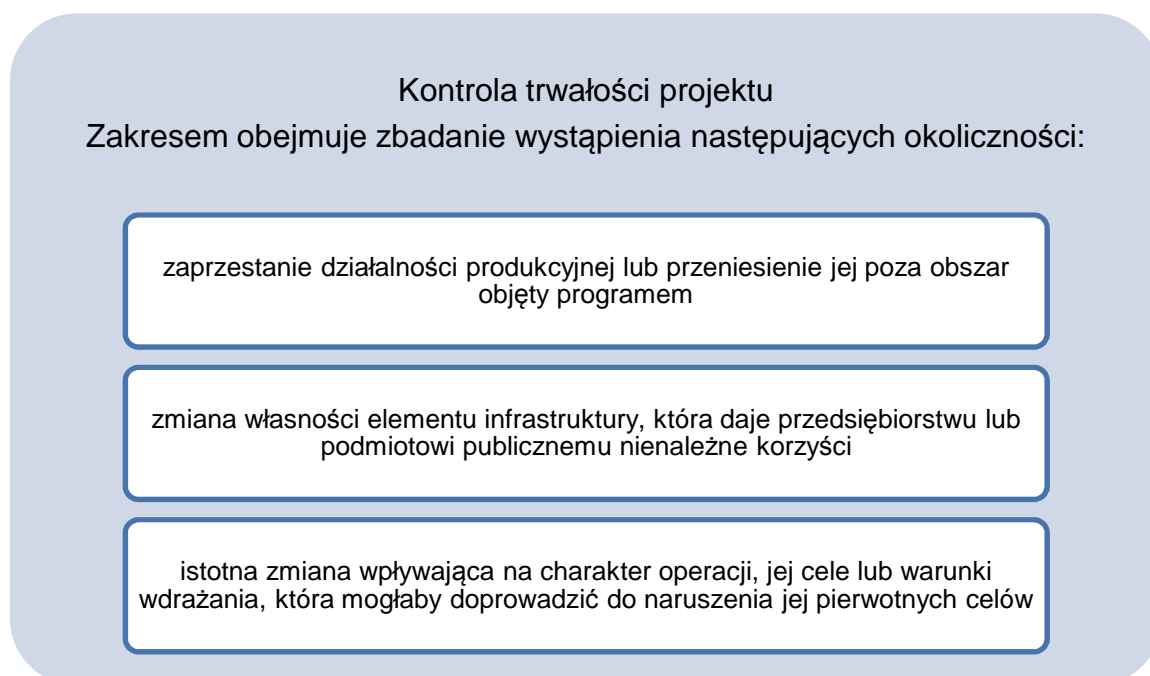 Kontrola trwałości projektu
Zakresem obejmuje zbadanie wystąpienia następujących okoliczności:
zaprzestanie działalności produkcyjnej lub przeniesienie jej poza obszar
objęty programem
zmiana własności elementu infrastruktury, która daje przedsiębiorstwu lub
podmiotowi publicznemu nienależne korzyści
istotna zmiana wpływająca na charakter operacji, jej cele lub warunki
wdrażania, która mogłaby doprowadzić do naruszenia jej pierwotnych celów